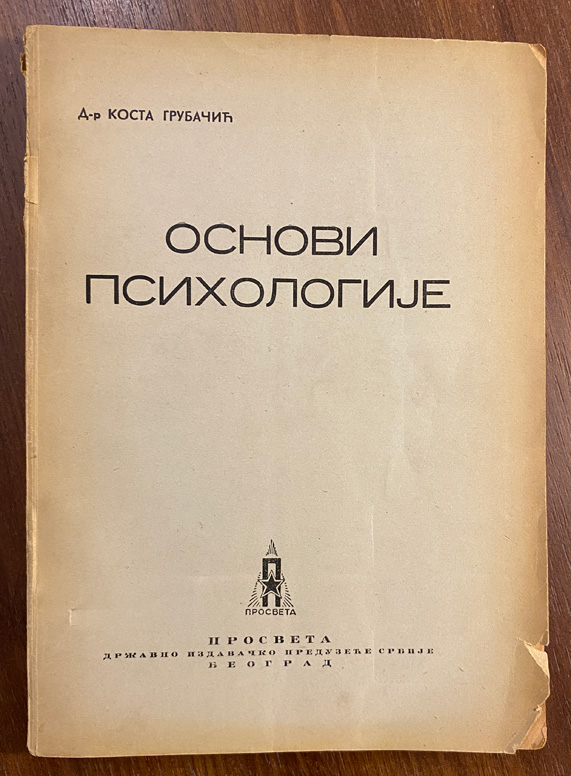 Д-р КОСТА ГРУБАЧИЋ
ОСНОВИ
ПСИХОЛОГИЈЕ
П
ПРОСВЕТА
ПРОСВЕТА
ДРЖАВНО ИЗДАВАЧКО ПРЕДУЗЕЋЕ СРБИЈЕ
БЕОГРАД